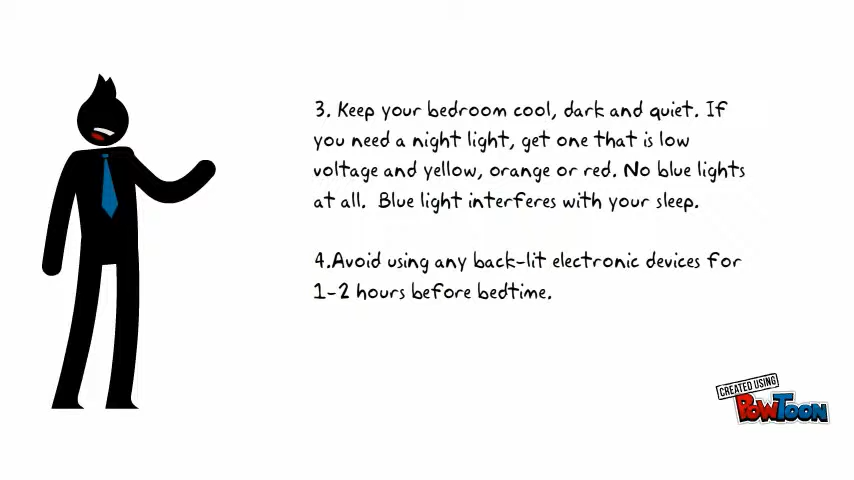 3. Keep your bedroom cool, dark and quiet. If
you need a night light, get one that is low
voltage and yellow, orange or red. No blue lights
at all. Blue light interferes with your sleep.
4.Avoid using any back-lit electronic devices for
1-2 hours before bedtime.
CREATED USING
POWTOON